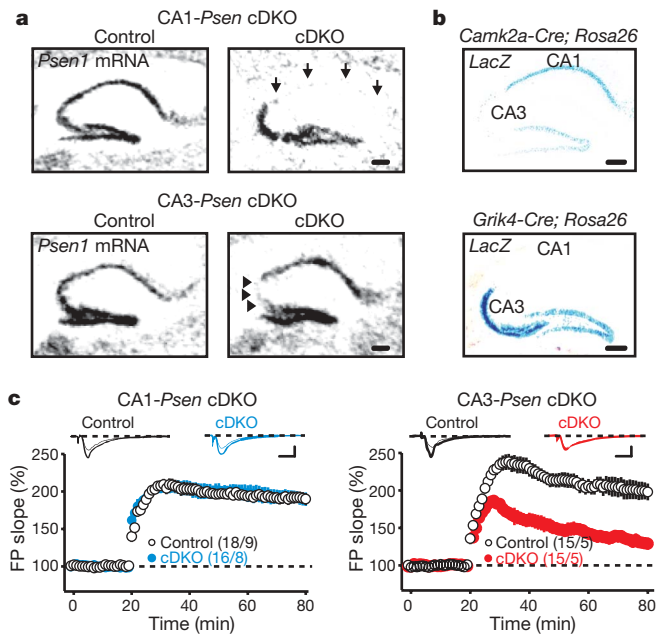 a
CA1-Psen cDKO
Control
cDKO
Psen1 mRNA
CA3-Psen cDKO
Control
cDKO
Psen1 mRNA
b
Camk2a-Cre; Rosa26
LacZ
CA1
CA3
Grik4-Cre; Rosa26
LacZ
CA1
CA3
c
CA1-Psen cDKO
Control
cDKO
FP slope (%)
250
200
150
100
Control (18/9)
cDKO (16/8)
0
20
40
60
80
Time (min)
CA3-Psen cDKO
Control
cDKO
FP slope (%)
250
200
150
100
Control (15/5)
cDKO (15/5)
0
20
40
60
80
Time (min)